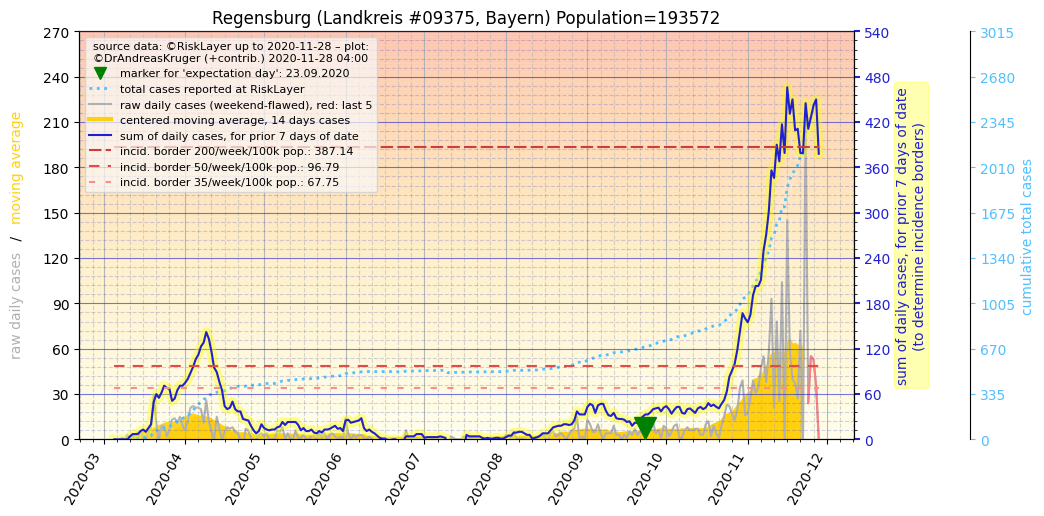 Regensburg (Landkreis #09375, Bayern) Population=193572
source data: ©RiskLayer up to 2020-11-28 – plot:
©DrAndreasKruger (+contrib.) 2020-11-28 04:00
marker for 'expectation day': 23.09.2020
total cases reported at RiskLayer
raw daily cases (weekend-flawed), red: last 5
centered moving average, 14 days cases
sum of daily cases, for prior 7 days of date
incid. border 200/week/100k pop.: 387.14
incid. border 50/week/100k pop.: 96.79
incid. border 35/week/100k pop.: 67.75
raw daily cases / moving average
270
240
210
180
150
120
90
60
30
0
540
480
420
360
300
240
180
120
60
0
sum of daily cases, for prior 7 days of date
(to determine incidence borders)
3015
2680
2345
2010
1675
1340
1005
670
335
0
cumulative total cases
2020-03
2020-04
2020-05
2020-06
2020-07
2020-08
2020-09
2020-10
2020-11
2020-12